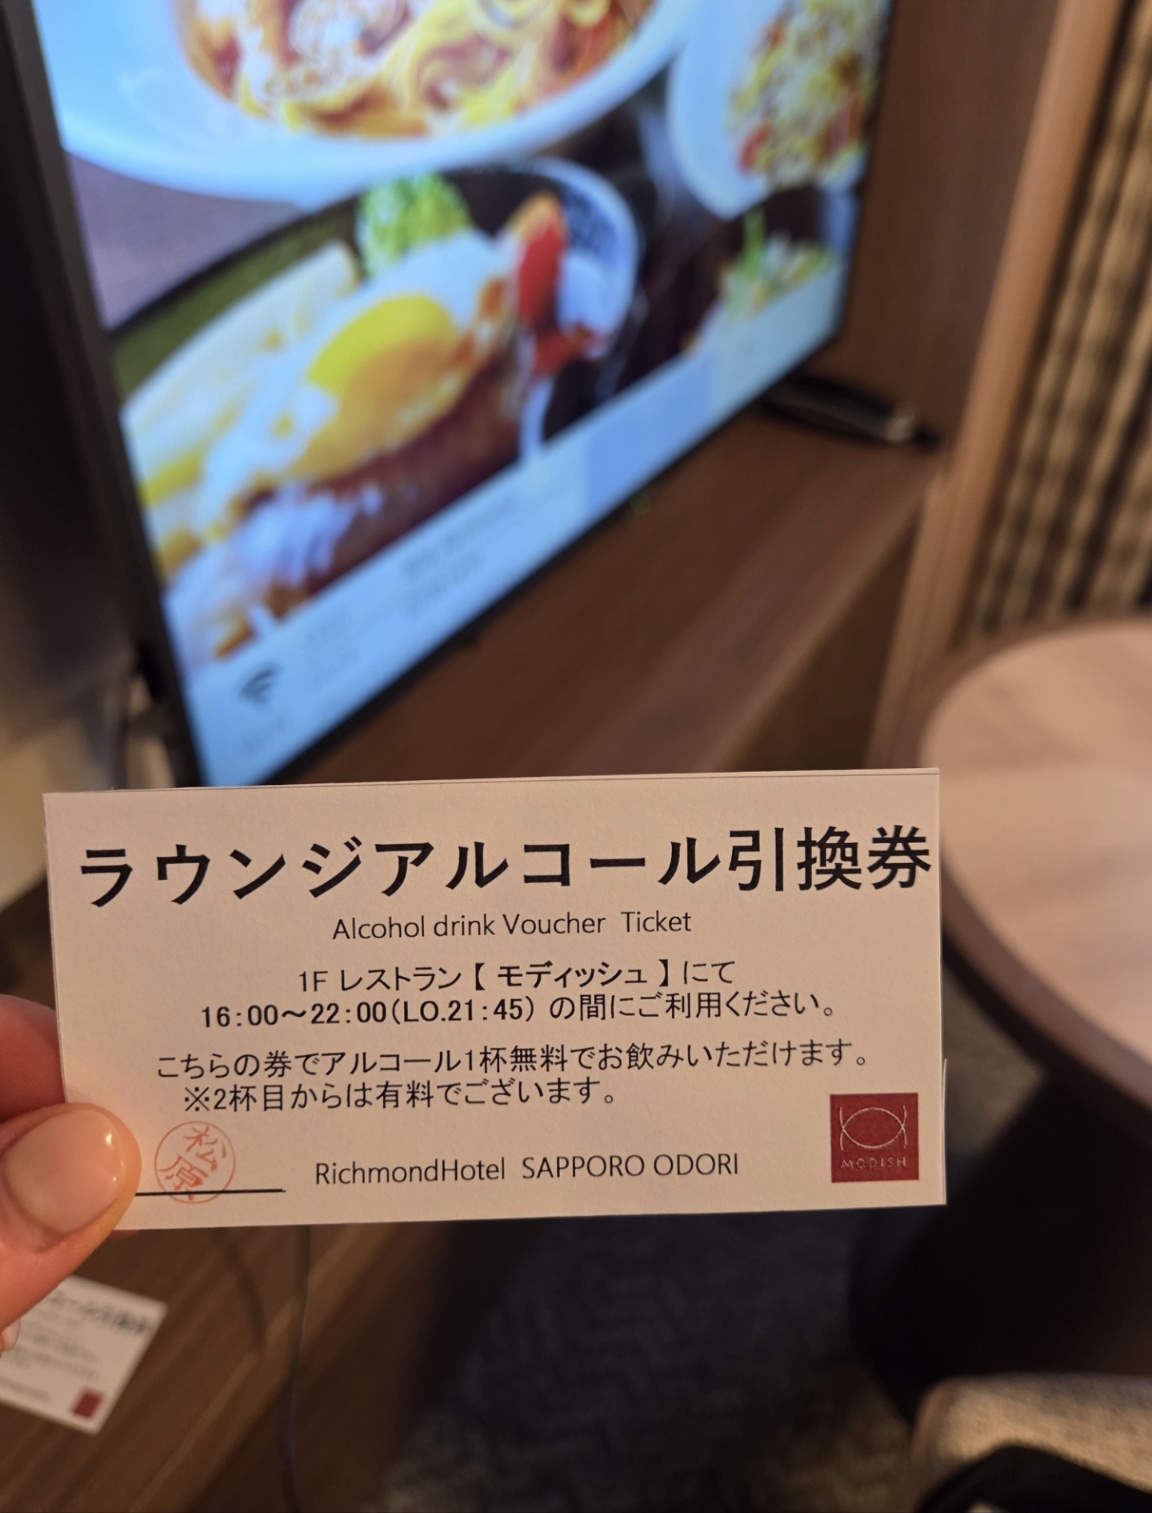 ラウンジアルコール引換券
Alcohol drink Voucher Ticket
1F レストラン【 モディッシュ 】にて
16:00～22:00(LO.21:45) の間にご利用ください。
こちらの券でアルコール1杯無料でお飲みいただけます。
※2杯目からは有料でございます。
松原
RichmondHotel SAPPORO ODORI
MODISH